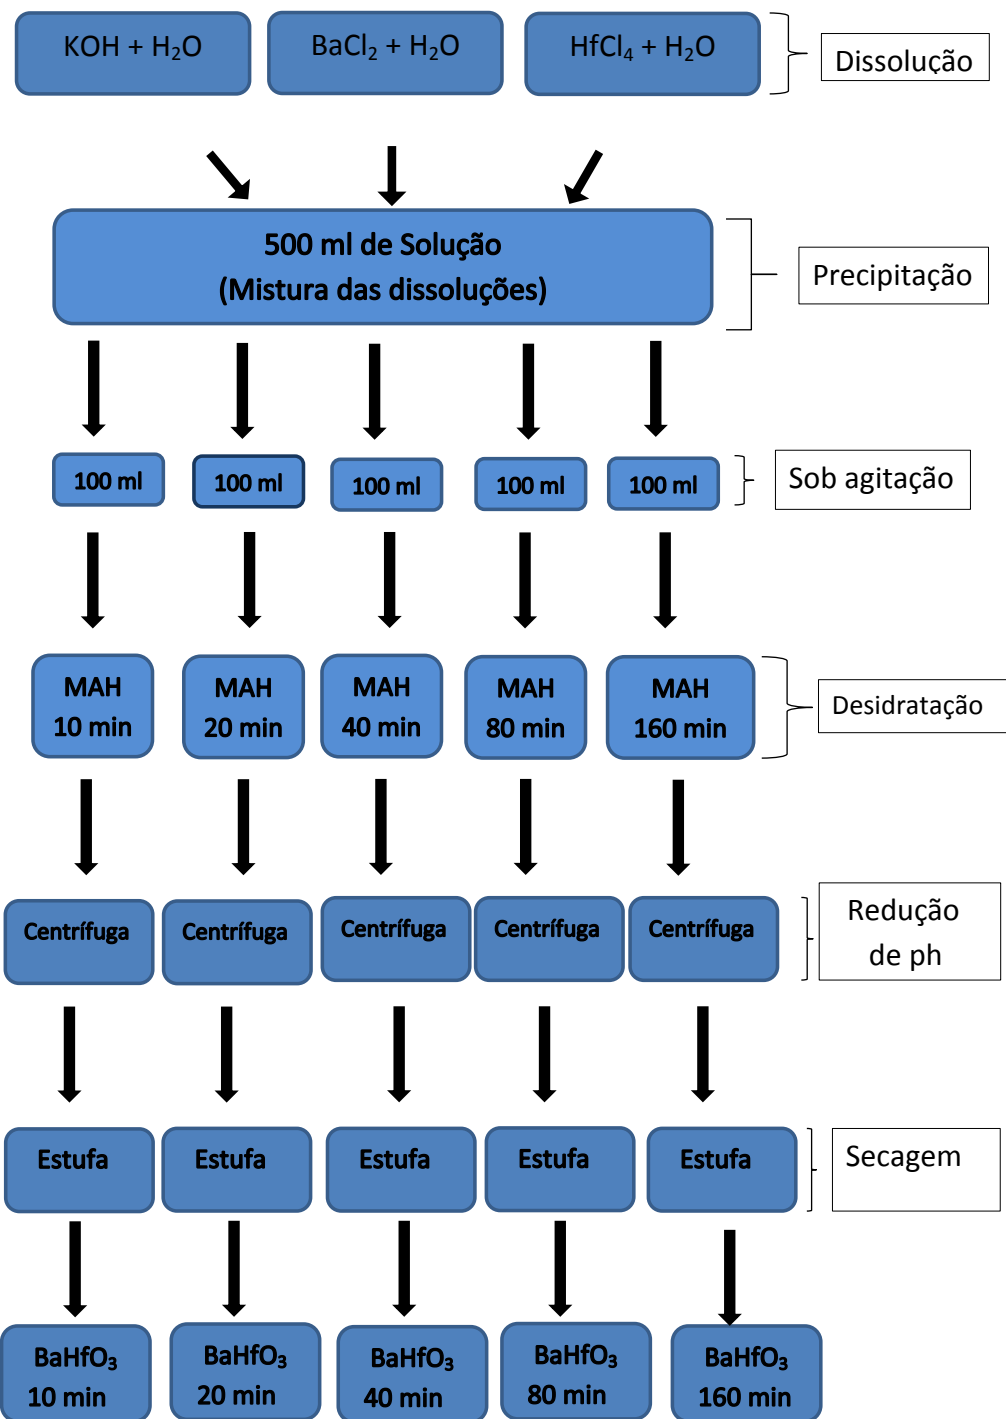 KOH + H₂O
BaCl₂ + H₂O
HfCl₄ + H₂O
Dissolução
500 ml de Solução
(Mistura das dissoluções)
Precipitação
100 ml
100 ml
100 ml
100 ml
100 ml
Sob agitação
MAH
10 min
MAH
20 min
MAH
40 min
MAH
80 min
MAH
160 min
Desidratação
Centrífuga
Centrífuga
Centrífuga
Centrífuga
Centrífuga
Redução
de ph
Estufa
Estufa
Estufa
Estufa
Estufa
Secagem
BaHfO₃
10 min
BaHfO₃
20 min
BaHfO₃
40 min
BaHfO₃
80 min
BaHfO₃
160 min